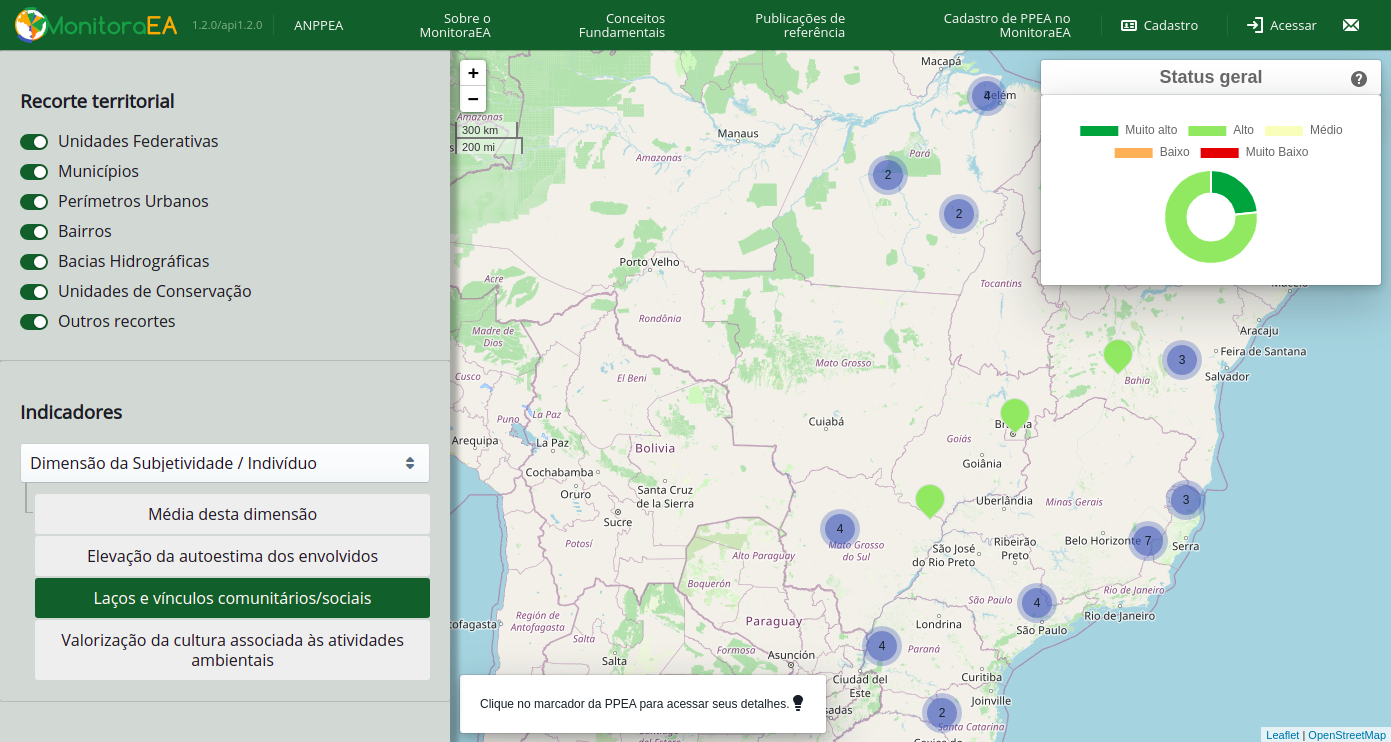 MonitoraEA
1.2.0/api1.2.0
ANPPEA
Sobre o
MonitoraEA
Conceitos
Fundamentais
Publicações de
referência
Cadastro de PPEA no
MonitoraEA
Cadastro
Acessar
Recorte territorial
Unidades Federativas
Municípios
Perímetros Urbanos
Bairros
Bacias Hidrográficas
Unidades de Conservação
Outros recortes
Indicadores
Dimensão da Subjetividade / Indivíduo
Média desta dimensão
Elevação da autoestima dos envolvidos
Laços e vínculos comunitários/sociais
Valorização da cultura associada às atividades
ambientais
+
−
300 km
200 mi
Status geral
?
Muito alto
Alto
Médio
Baixo
Muito Baixo
Macapá
4
Amazonas
Manaus
Amazonas
Pará
2
2
Porto Velho
Acre
Tocantins
Rondônia
Madre de
Dios
Aracaju
Feira de Santana
3
Salvador
Bahia
Mato Grosso
Cusco
El Beni
Puno
La Paz
Arequipa
La Paz
Bolivia
Cuiabá
Goiás
Goiânia
Cochabamba
Oruro
Santa Cruz
de la Sierra
Sucre
Uberlândia
Minas Gerais
3
4
Mato Grosso
do Sul
Potosí
Alto Paraguay
São José
do Rio Preto
Ribeirão
Preto
Belo Horizonte
7
Serra
Boquerón
São Paulo
4
São Paulo
Rio de Janeiro
Rio de Janeiro
Región de
Antofagasta
tofagasta
Salta
Salta
Paraguay
Formosa
Asunción
Londrina
4
Paraná
Ciudad del
Este
Curitiba
Joinville
2
Santa Catarina
Clique no marcador da PPEA para acessar seus detalhes.
Leaflet | OpenStreetMap